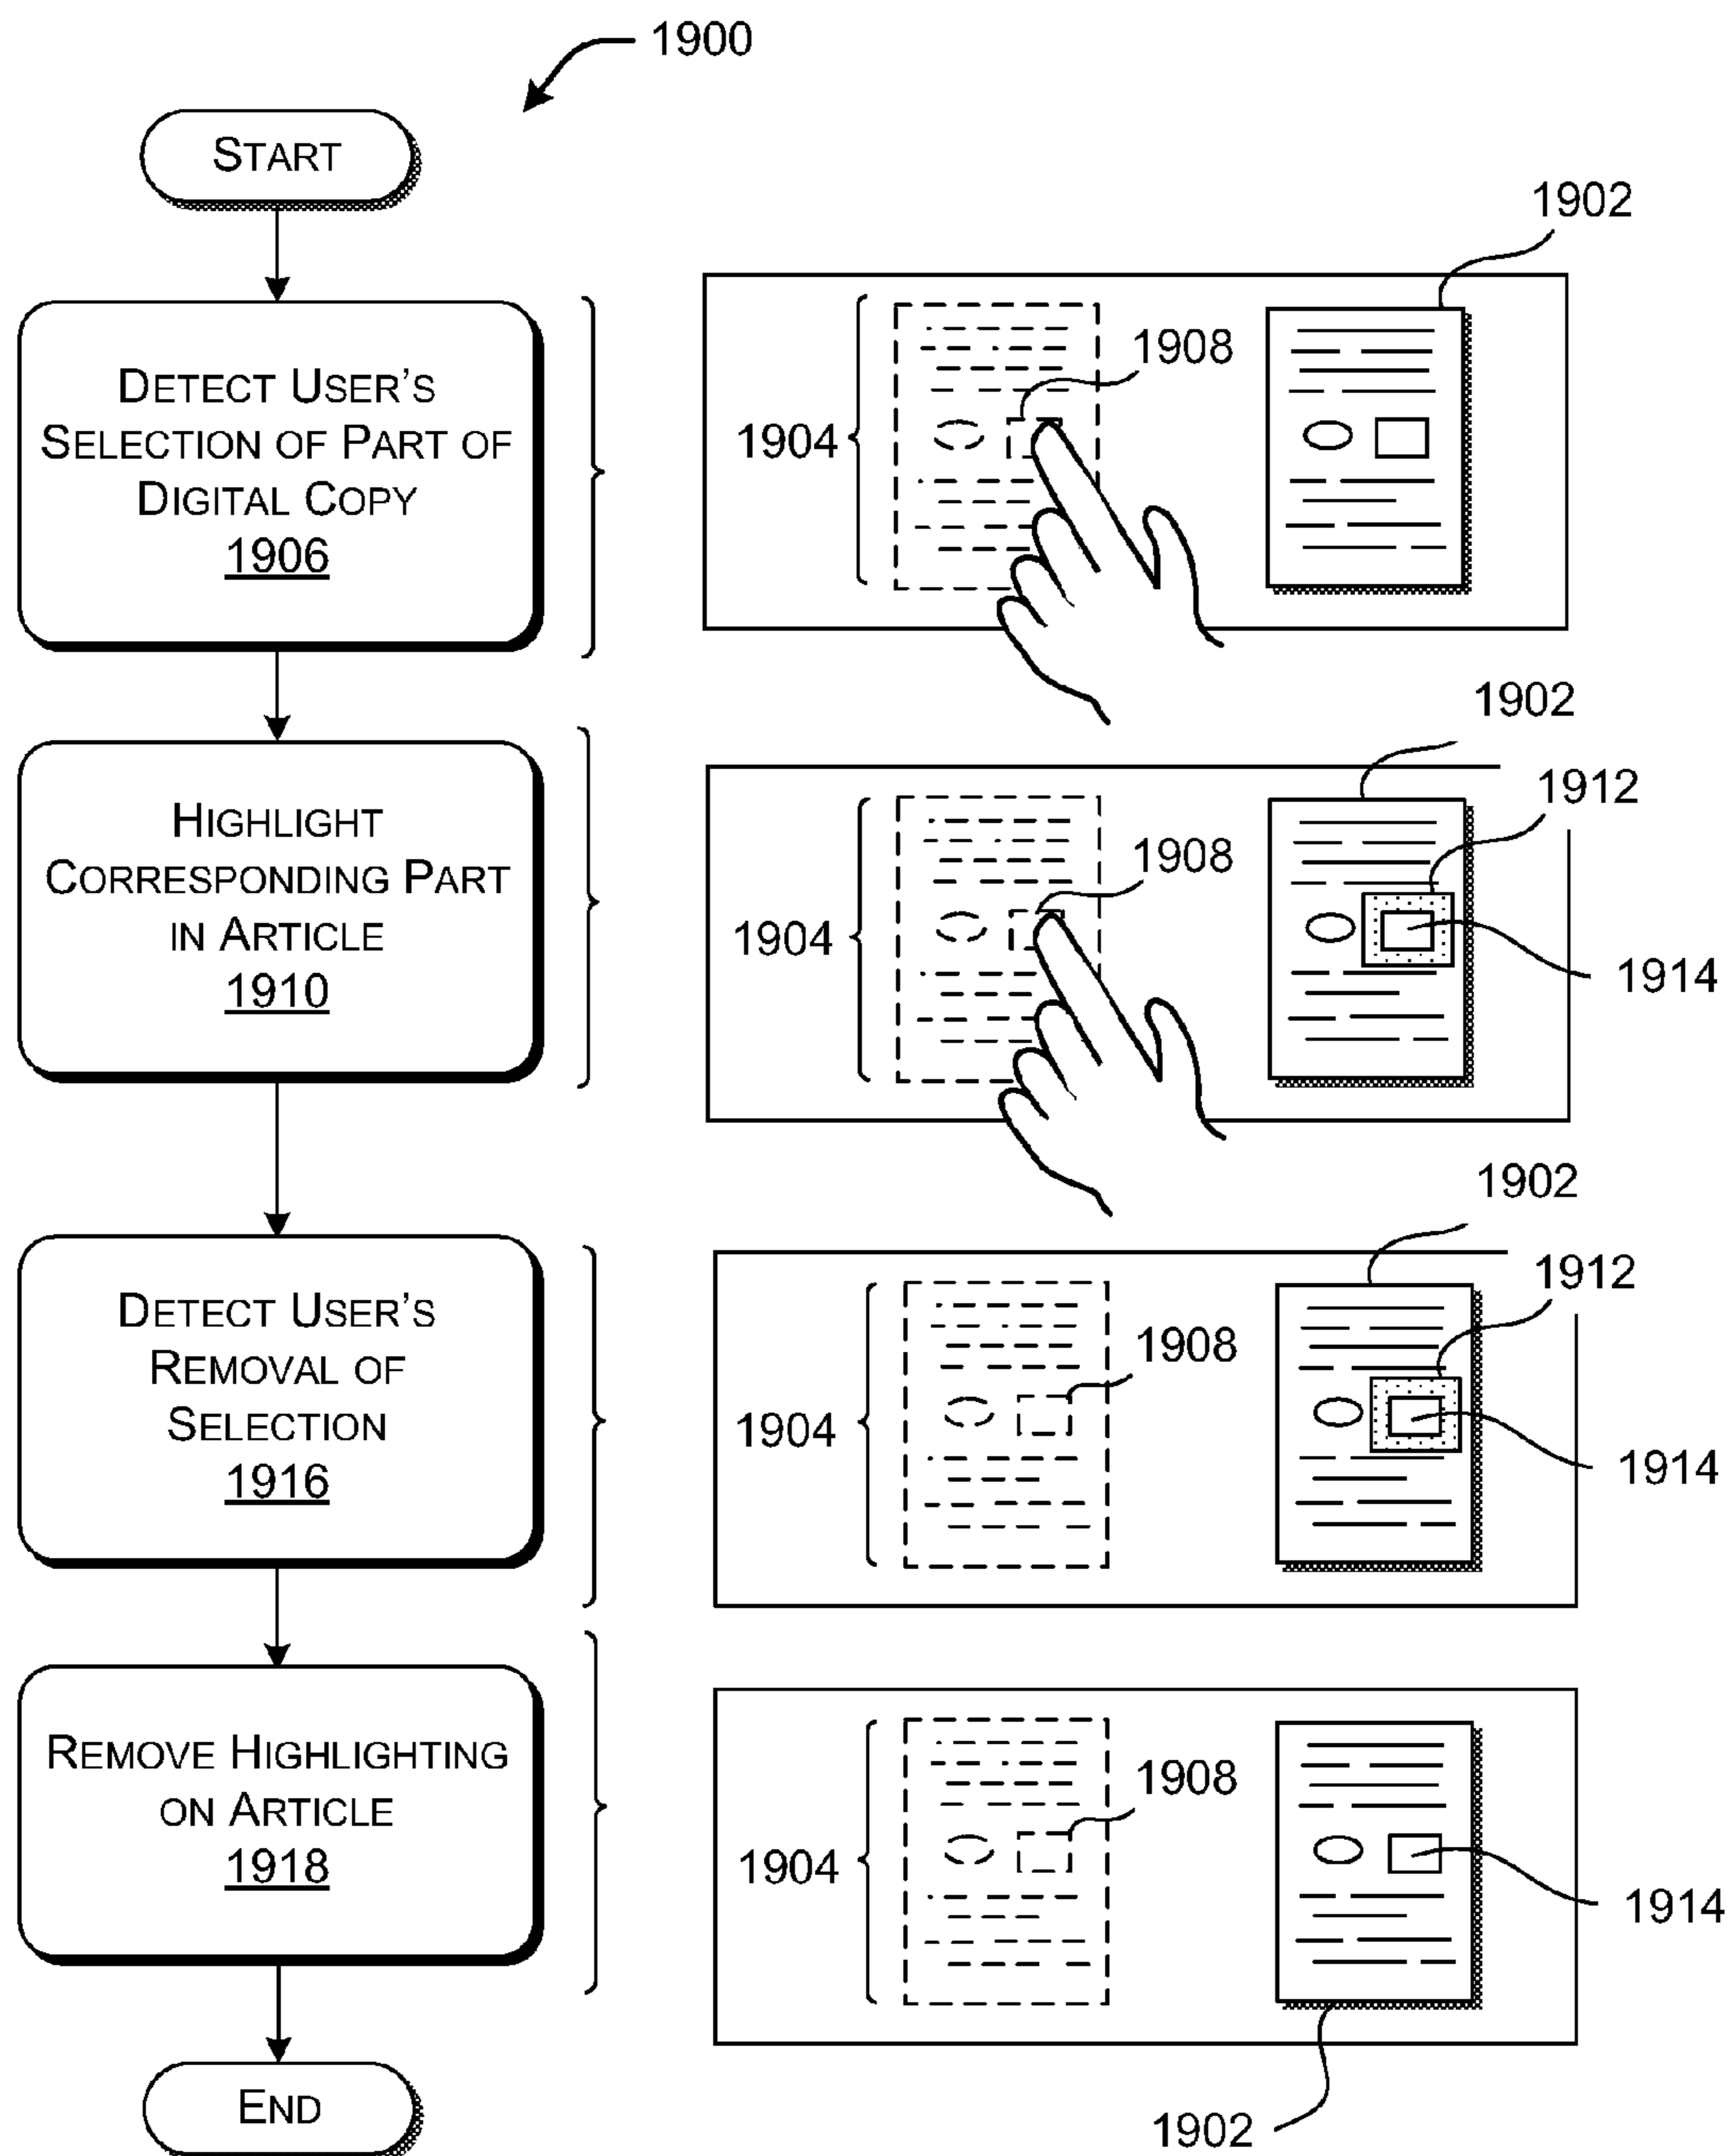 1900
START
1902
DETECT USER'S
SELECTION OF PART OF
DIGITAL COPY
1906
1908
1904
1902
1912
HIGHLIGHT
CORRESPONDING PART
IN ARTICLE
1910
1908
1904
1914
1902
1912
DETECT USER'S
REMOVAL OF
SELECTION
1916
1908
1904
1914
REMOVE HIGHLIGHTING
ON ARTICLE
1918
1908
1904
1914
END
1902